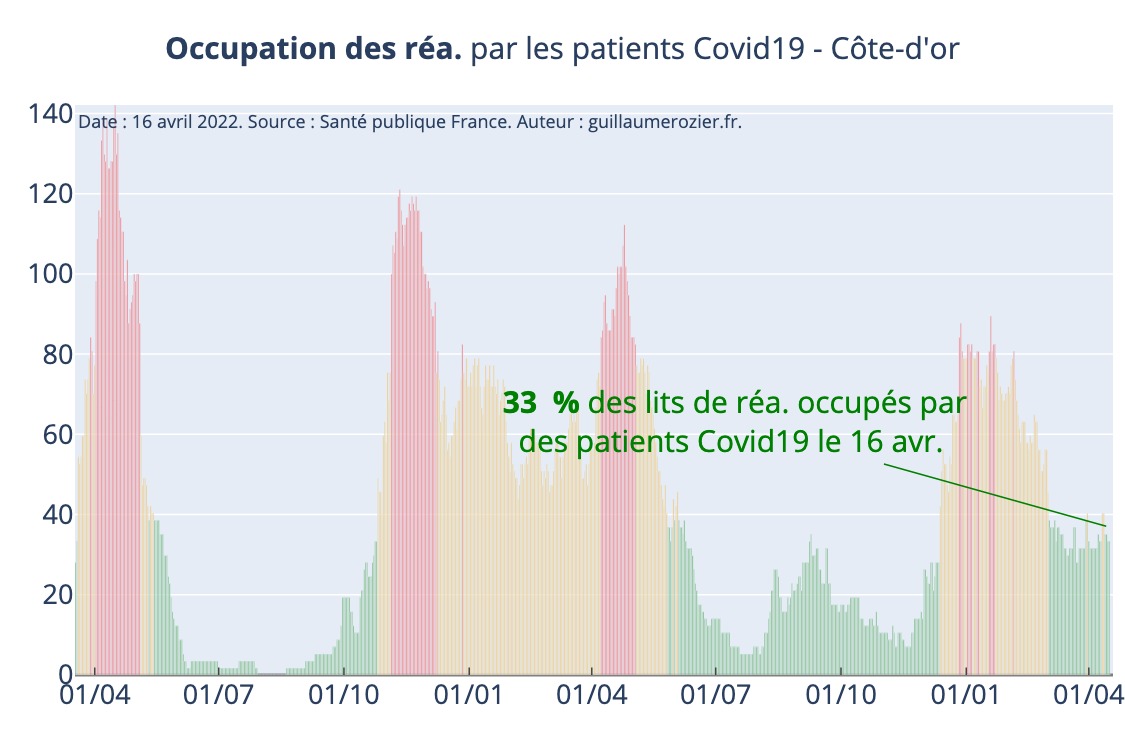 Occupation des réa. par les patients Covid19 - Côte-d'or
140
Date : 16 avril 2022. Source : Santé publique France. Auteur : guillaumerozier.fr.
120
100
80
33 % des lits de réa. occupés par
des patients Covid19 le 16 avr.
60
40
20
0
01/04 01/07 01/10 01/01 01/04 01/07 01/10 01/01 01/04